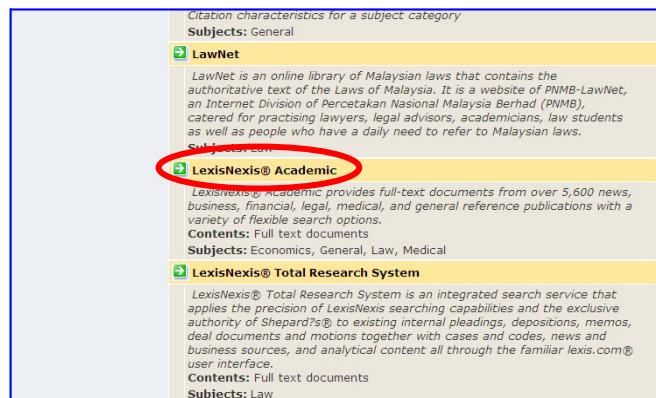 Citation characteristics for a subject category
Subjects: General
LawNet
LawNet is an online library of Malaysian laws that contains the
authoritative text of the Laws of Malaysia. It is a website of PNMB-LawNet,
an Internet Division of Percetakan Nasional Malaysia Berhad (PNMB),
catered for practising lawyers, legal advisors, academicians, law students
as well as people who have a daily need to refer to Malaysian laws.
Subjects: Law
LexisNexis® Academic
LexisNexis® Academic provides full-text documents from over 5,600 news,
business, financial, legal, medical, and general reference publications with a
variety of flexible search options.
Contents: Full text documents
Subjects: Economics, General, Law, Medical
LexisNexis® Total Research System
LexisNexis® Total Research System is an integrated search service that
applies the precision of LexisNexis searching capabilities and the exclusive
authority of Shepard?s® to existing internal pleadings, depositions, memos,
deal documents and motions together with cases and codes, news and
business sources, and analytical content all through the familiar lexis.com®
user interface.
Contents: Full text documents
Subjects: Law